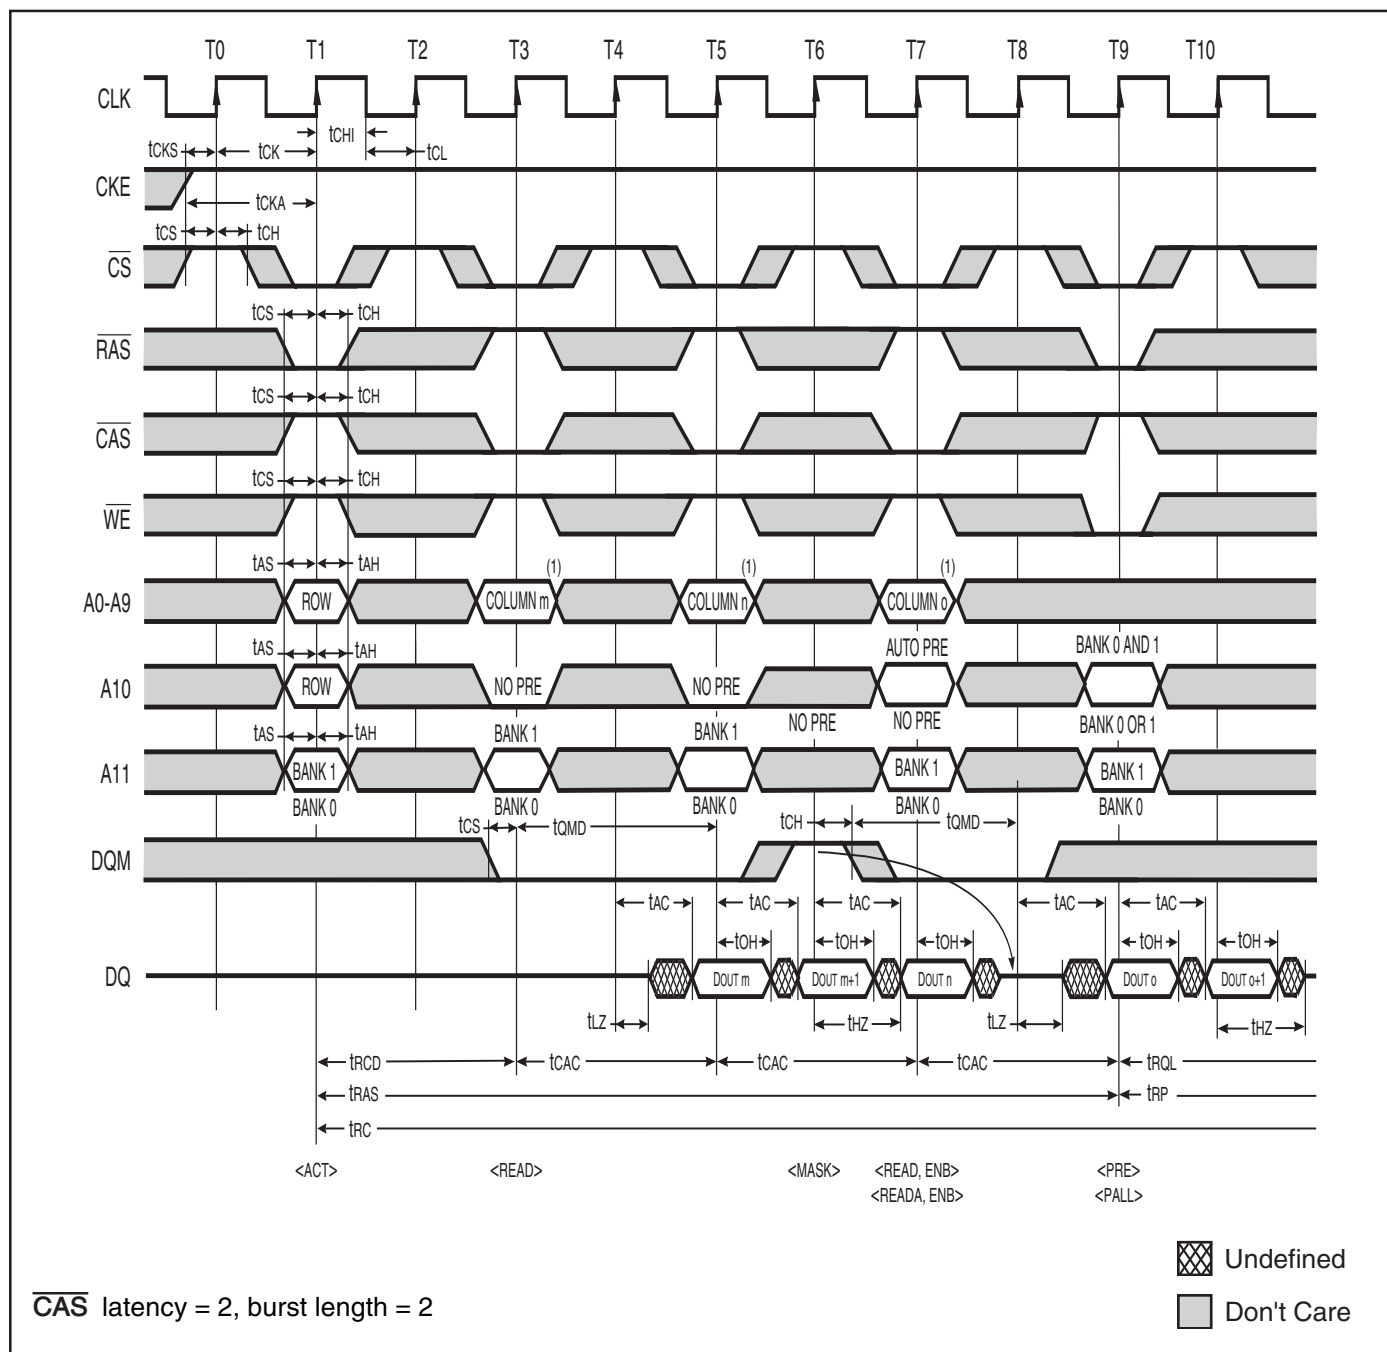 T0 T1 T2 T3 T4 T5 T6 T7 T8 T9 T10
CLK
tCHI
tCKS tCK tCL
CKE
tCKA
tCS tCH
CS
tCS tCH
RAS
tCS tCH
CAS
tCS tCH
WE
tAS tAH (1) (1) (1)
A0-A9 ROW COLUMN m COLUMN n COLUMN o
tAS tAH AUTO PRE BANK 0 AND 1
A10 ROW NO PRE NO PRE
NO PRE NO PRE BANK 0 OR 1
tAS tAH BANK 1 BANK 1
A11 BANK 1 BANK 1 BANK 1
BANK 0 BANK 0 BANK 0 BANK 0 BANK 0
tCS tQMD tCH tQMD
DQM
tAC tAC tAC tAC tAC
tOH tOH tOH tOH tOH
DQ DOUT m DOUT m+1 DOUT n DOUT o DOUT o+1
tLZ tHZ tLZ tHZ
tRCD tCAC tCAC tCAC tRQL
tRAS tRP
tRC
<ACT> <READ> <MASK> <READ, ENB> <PRE>
<READA, ENB> <PALL>
Undefined
CAS latency = 2, burst length = 2
Don't Care